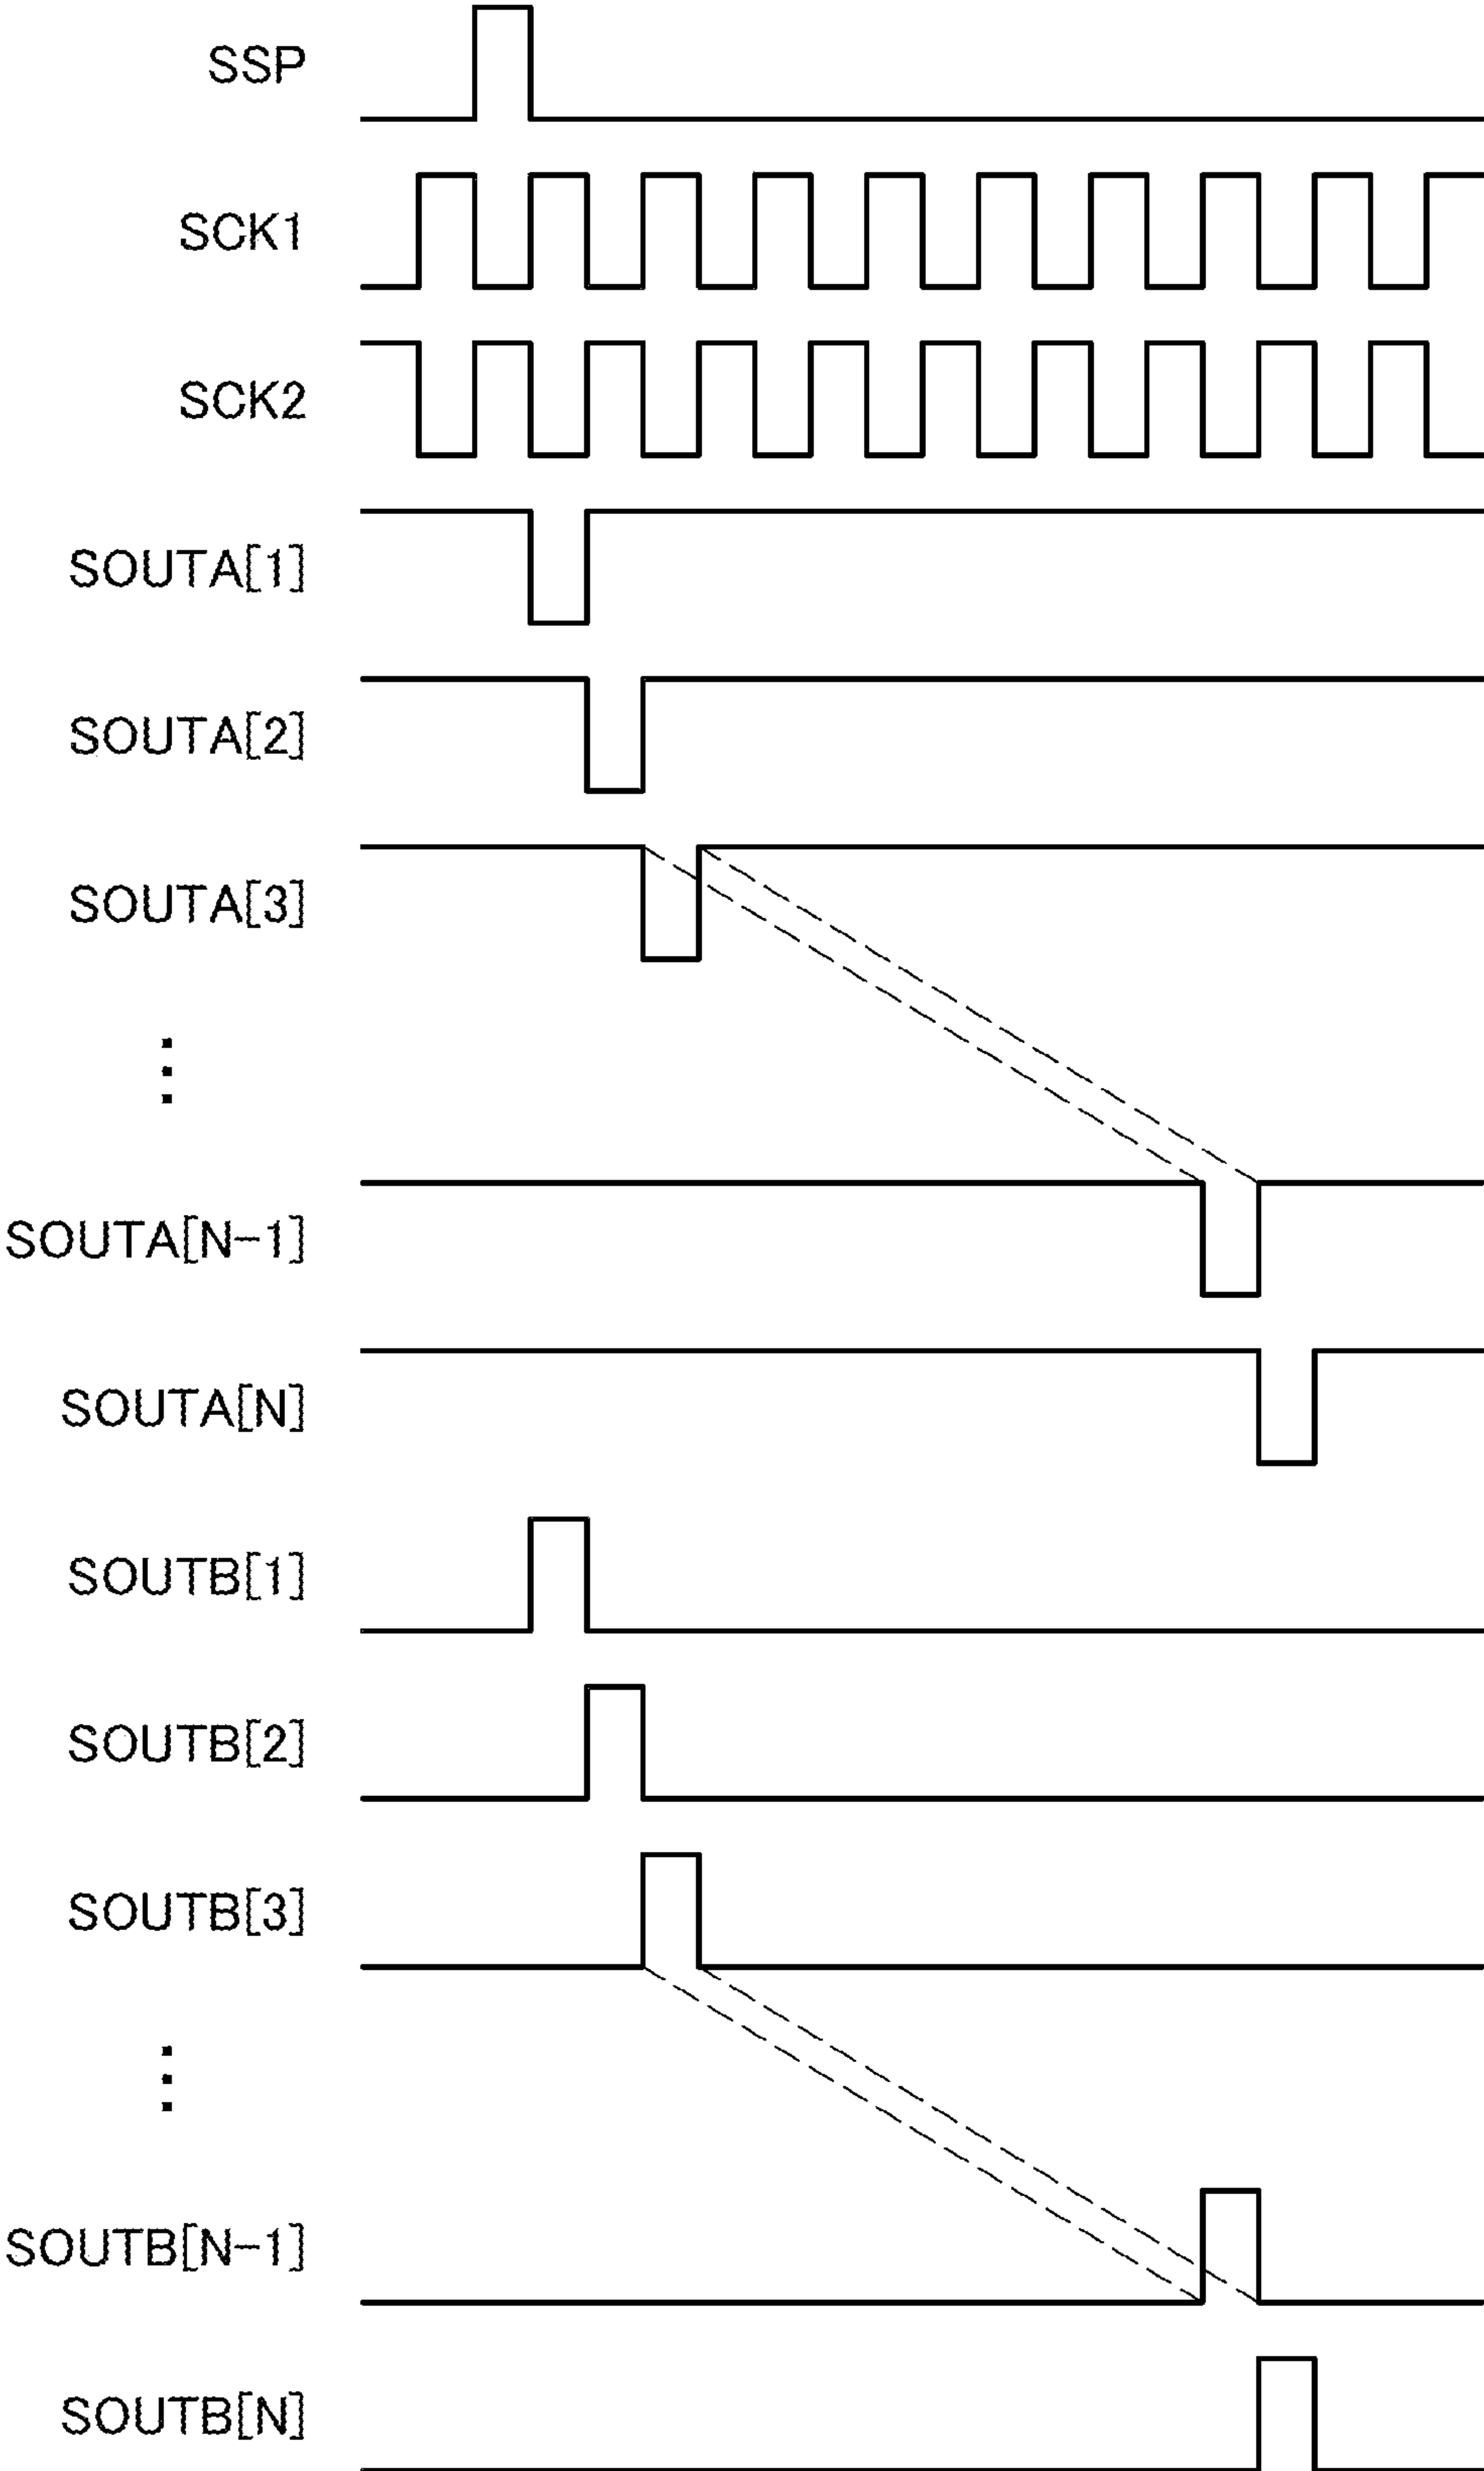 SSP
SCK1
SCK2
SOUTA[1]
SOUTA[2]
SOUTA[3]
⋮
SOUTA[N-1]
SOUTA[N]
SOUTB[1]
SOUTB[2]
SOUTB[3]
⋮
SOUTB[N-1]
SOUTB[N]